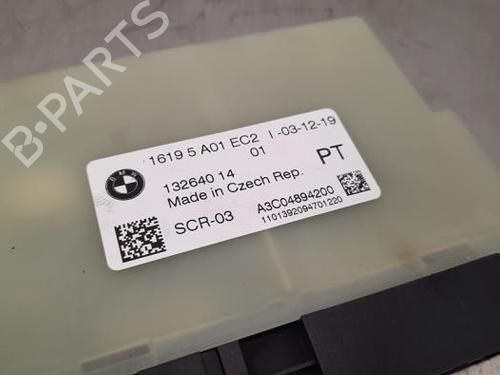 B-PARTS
BMW
1619 5 A01 EC2 I -03-12-19
01
132640 14
PT
Made in Czech Rep.
SCR-03
A3C04894200
1101392094701220